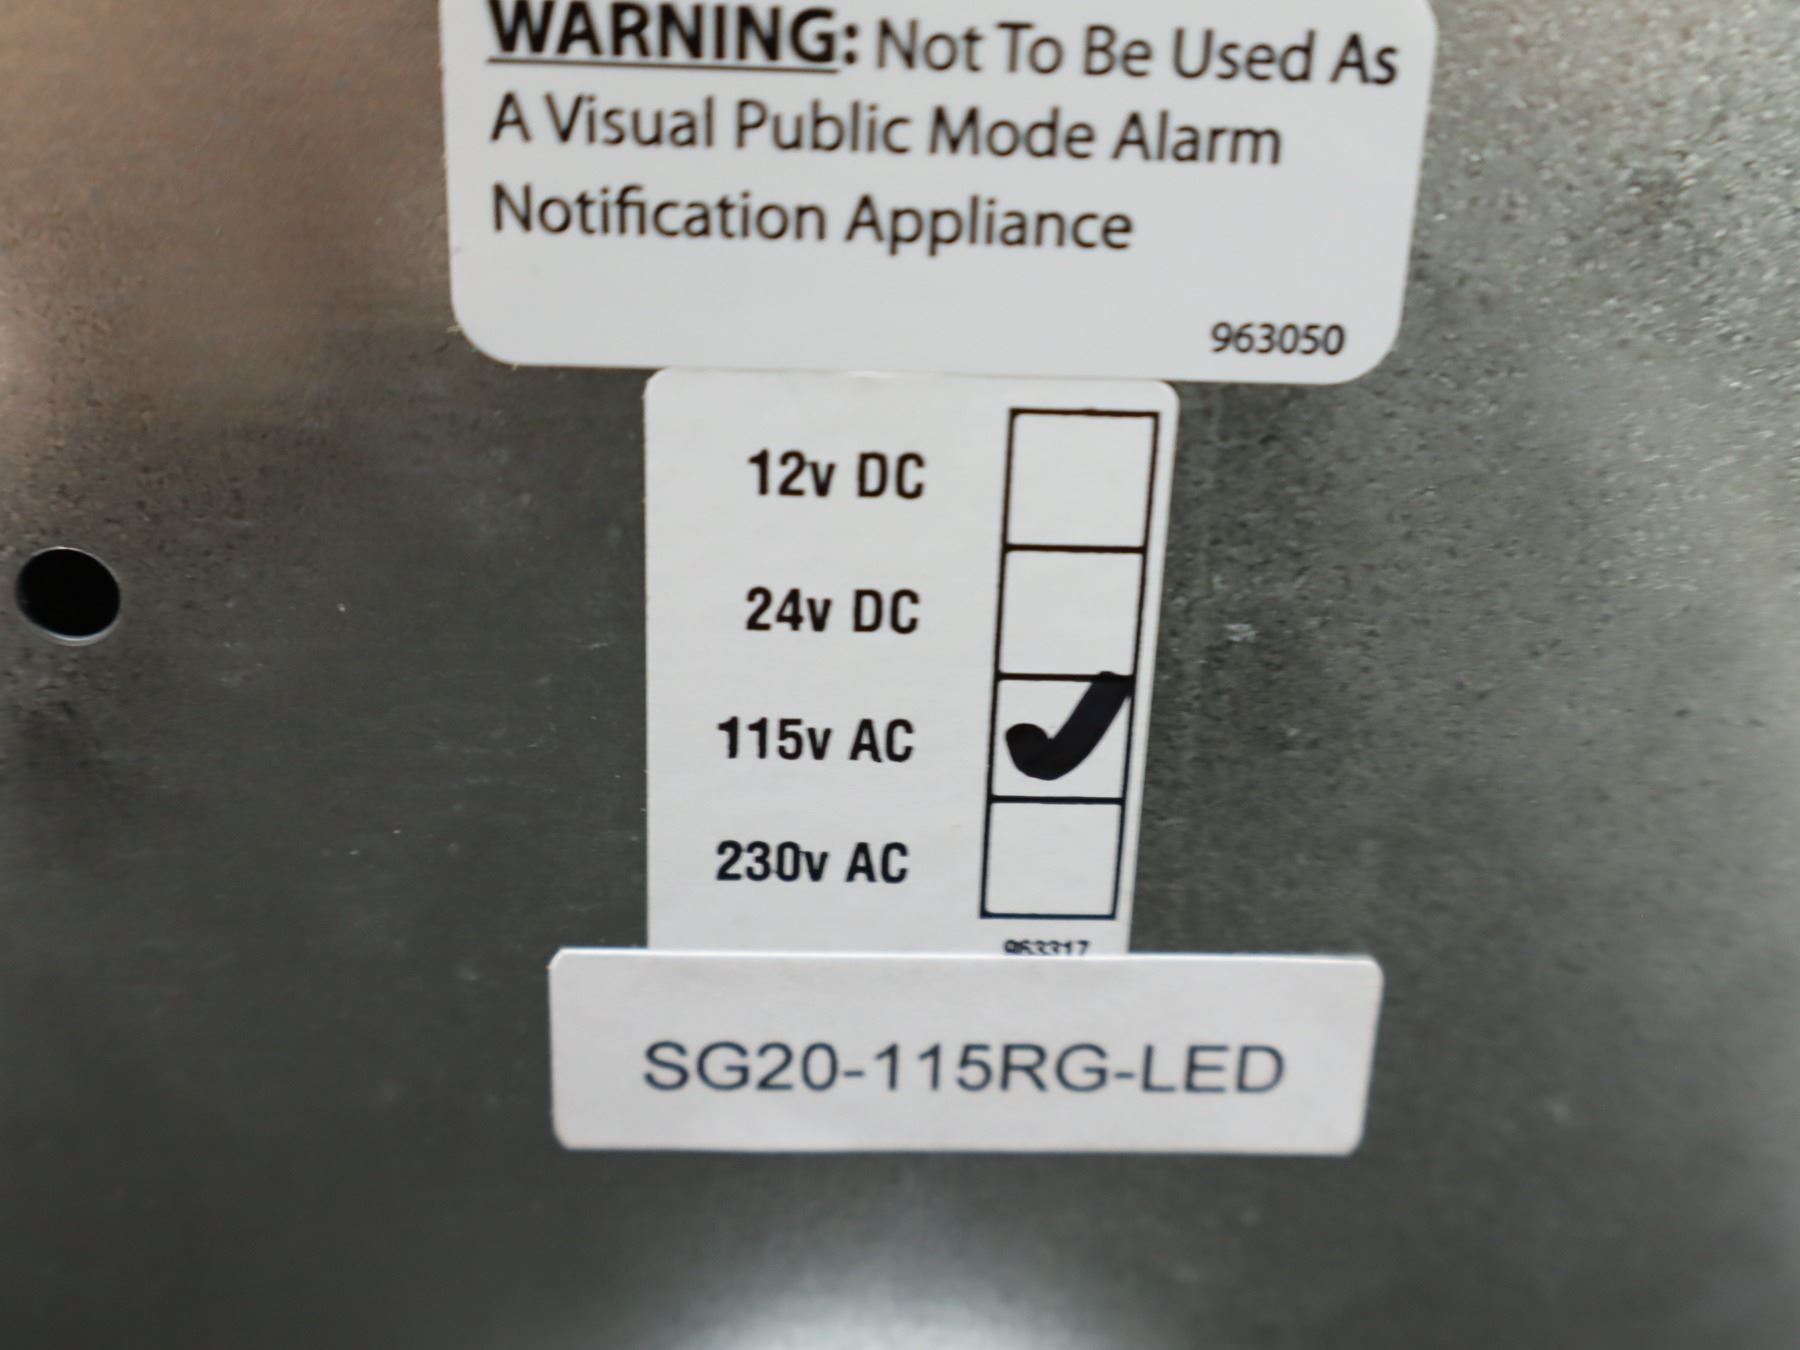 WARNING: Not To Be Used As
A Visual Public Mode Alarm
Notification Appliance
963050
12v DC
24v DC
115v AC
230v AC
963317
SG20-115RG-LED